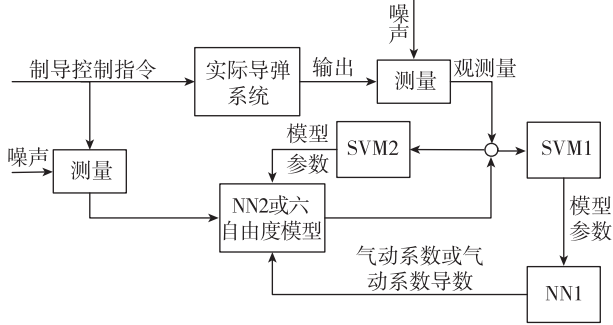 噪
声
制导控制指令
实际导弹
系统
输出
测量
观测量
噪声
测量
模型
参数
SVM2
SVM1
NN2或六
自由度模型
模型
参数
气动系数或气
动系数导数
NN1